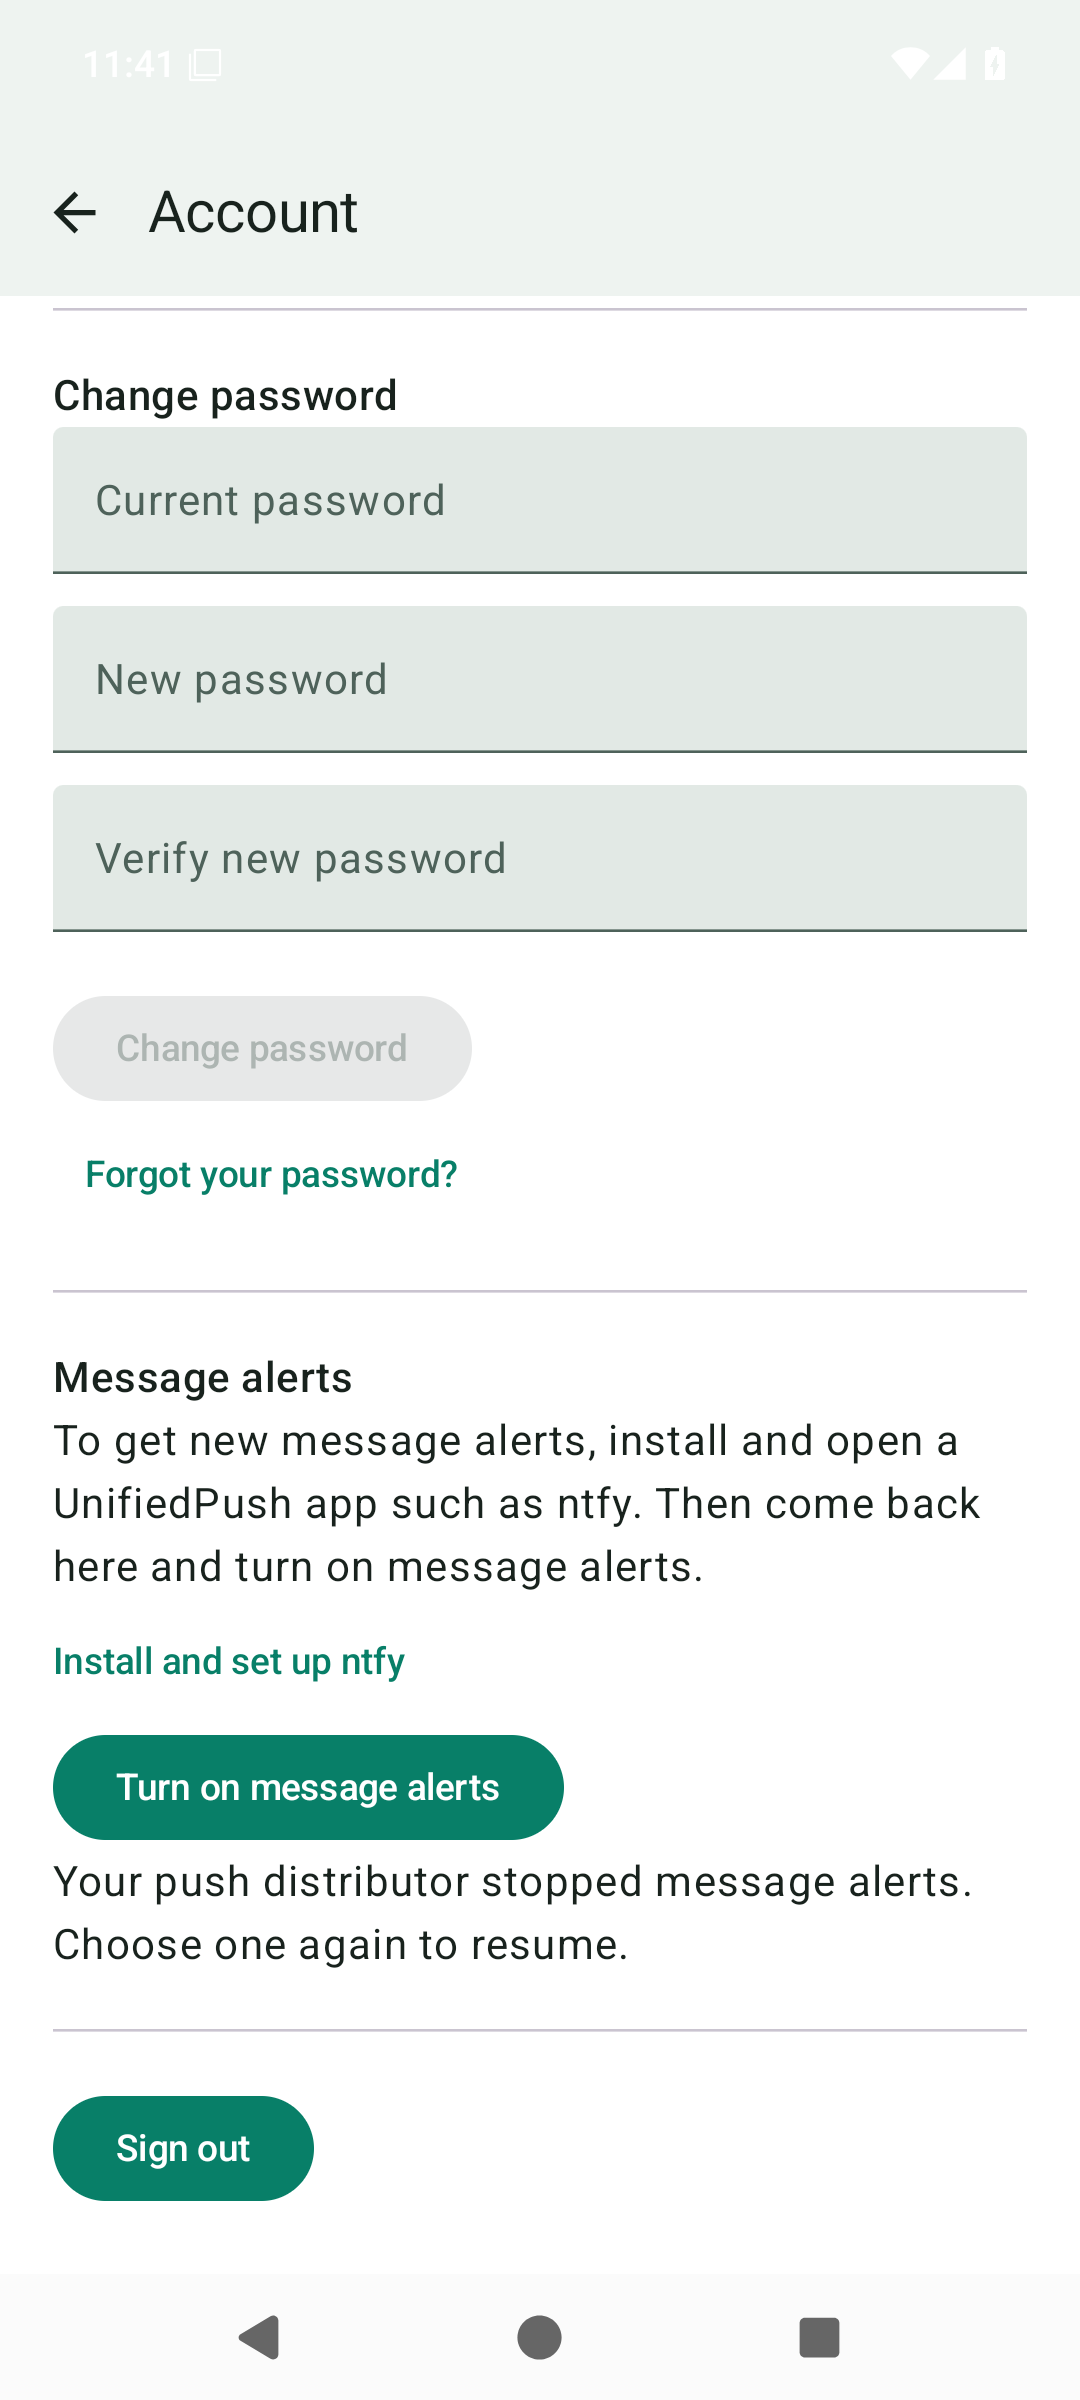 11:41
Account
Change password
Current password
New password
Verify new password
Change password
Forgot your password?
Message alerts
To get new message alerts, install and open a
UnifiedPush app such as ntfy. Then come back
here and turn on message alerts.
Install and set up ntfy
Turn on message alerts
Your push distributor stopped message alerts.
Choose one again to resume.
Sign out